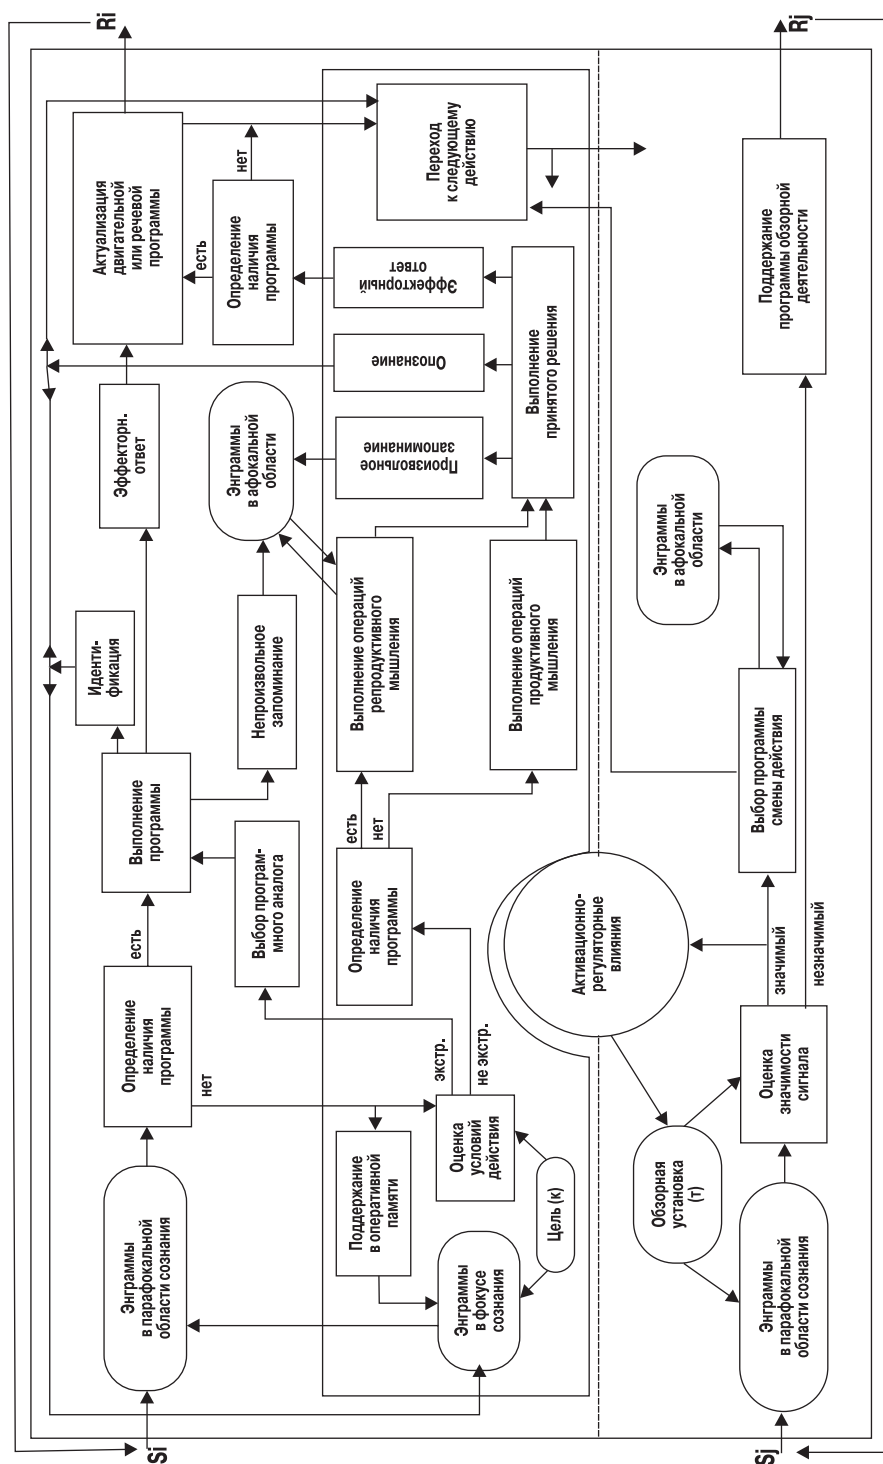 Si
Ri
Энграммы
в парафокальной
области сознания
Определение
наличия
программы
есть
нет
Выполнение
программы
Иденти-
фикация
Эффекторн.
ответ
Актуализация
двигательной
или речевой
программы
Выбор програм-
много аналога
Непроизвольное
запоминание
Энграммы
в афокальной
области
Определение
наличия
программы
есть
нет
Поддержание
в оперативной
памяти
Энграммы
в фокусе
сознания
Цель (к)
Оценка
условий
действия
экстр.
не экстр.
Определение
наличия
программы
есть
нет
Выполнение операций
репродуктивного
мышления
Выполнение операций
продуктивного
мышления
Произвольное
запоминание
Опознание
Эффекторный
ответ
Выполнение
принятого решения
Переход
к следующему
действию
Активационно-
регуляторные
влияния
Обзорная
установка
(т)
Sj
Rj
Энграммы
в парафокальной
области сознания
Оценка
значимости
сигнала
значимый
незначимый
Выбор программы
смены действия
Энграммы
в афокальной
области
Поддержание
программы обзорной
деятельности